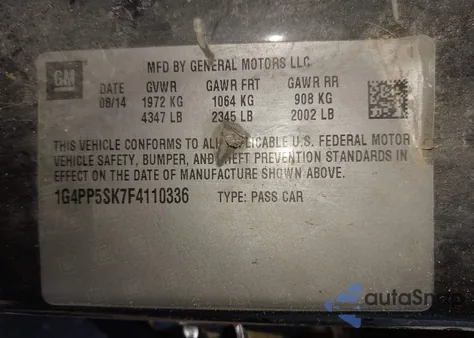 GM
MFD BY GENERAL MOTORS LLC
DATE GVWR GAWR FRT GAWR RR
08/14 1972 KG 1064 KG 908 KG
4347 LB 2345 LB 2002 LB
THIS VEHICLE CONFORMS TO ALL APPLICABLE U.S. FEDERAL MOTOR
VEHICLE SAFETY, BUMPER, AND THEFT PREVENTION STANDARDS IN
EFFECT ON THE DATE OF MANUFACTURE SHOWN ABOVE.
1G4PP5SK7F4110336 TYPE: PASS CAR
autaSnap